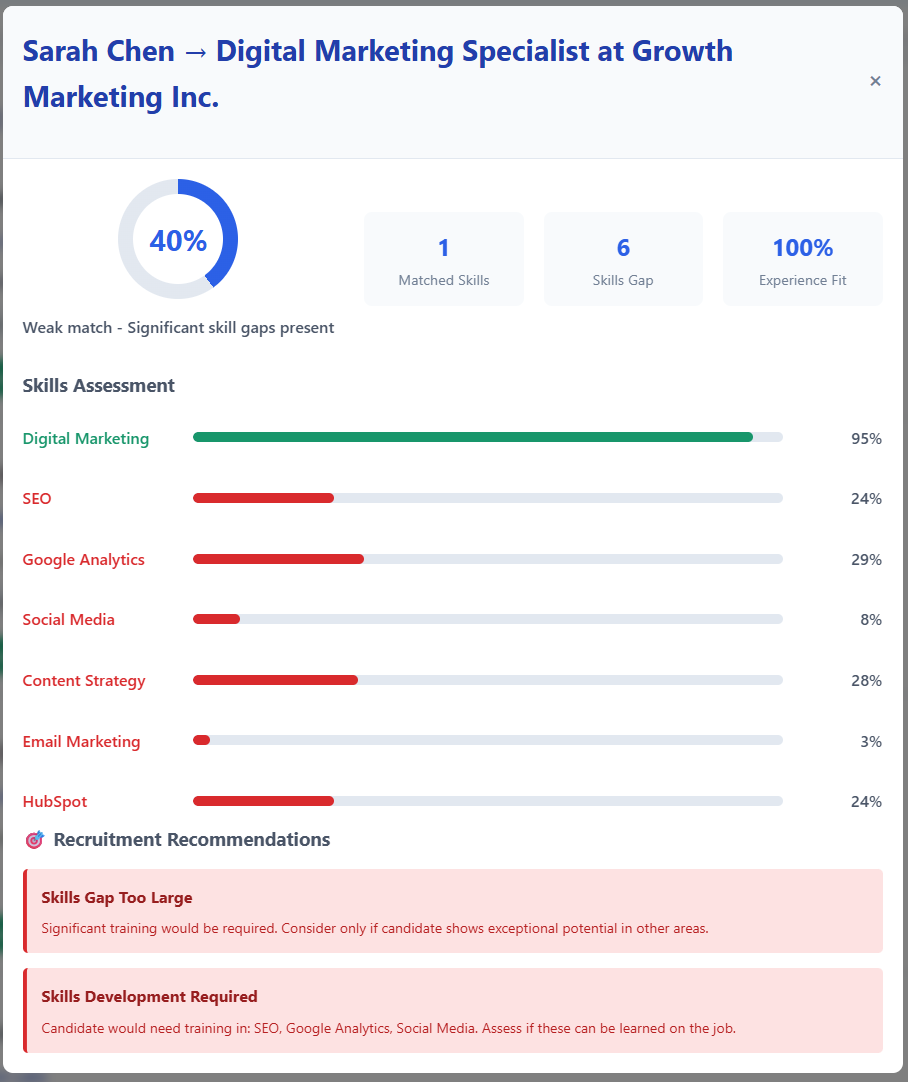 Sarah Chen → Digital Marketing Specialist at Growth
Marketing Inc.
×
40%
Weak match - Significant skill gaps present
1
Matched Skills
6
Skills Gap
100%
Experience Fit
Skills Assessment
Digital Marketing 95%
SEO 24%
Google Analytics 29%
Social Media 8%
Content Strategy 28%
Email Marketing 3%
HubSpot 24%
🎯 Recruitment Recommendations
Skills Gap Too Large
Significant training would be required. Consider only if candidate shows exceptional potential in other areas.
Skills Development Required
Candidate would need training in: SEO, Google Analytics, Social Media. Assess if these can be learned on the job.